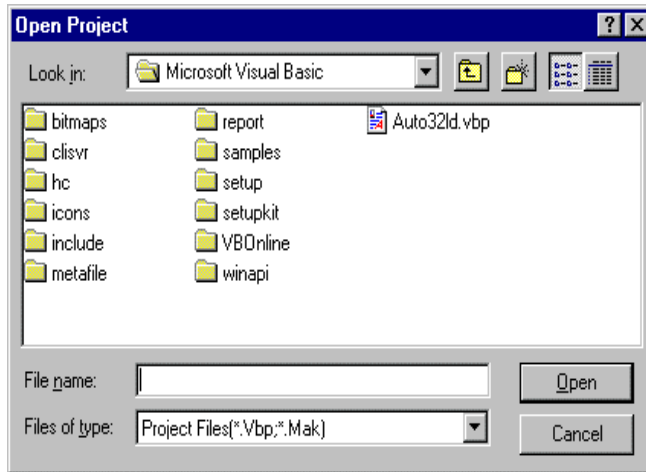 Open Project
Look in: Microsoft Visual Basic
bitmaps report Auto32ld.vbp
clisvr samples
hc setup
icons setupkit
include VBOnline
metafile winapi
File name: Open
Files of type: Project Files(*.Vbp;*.Mak) Cancel